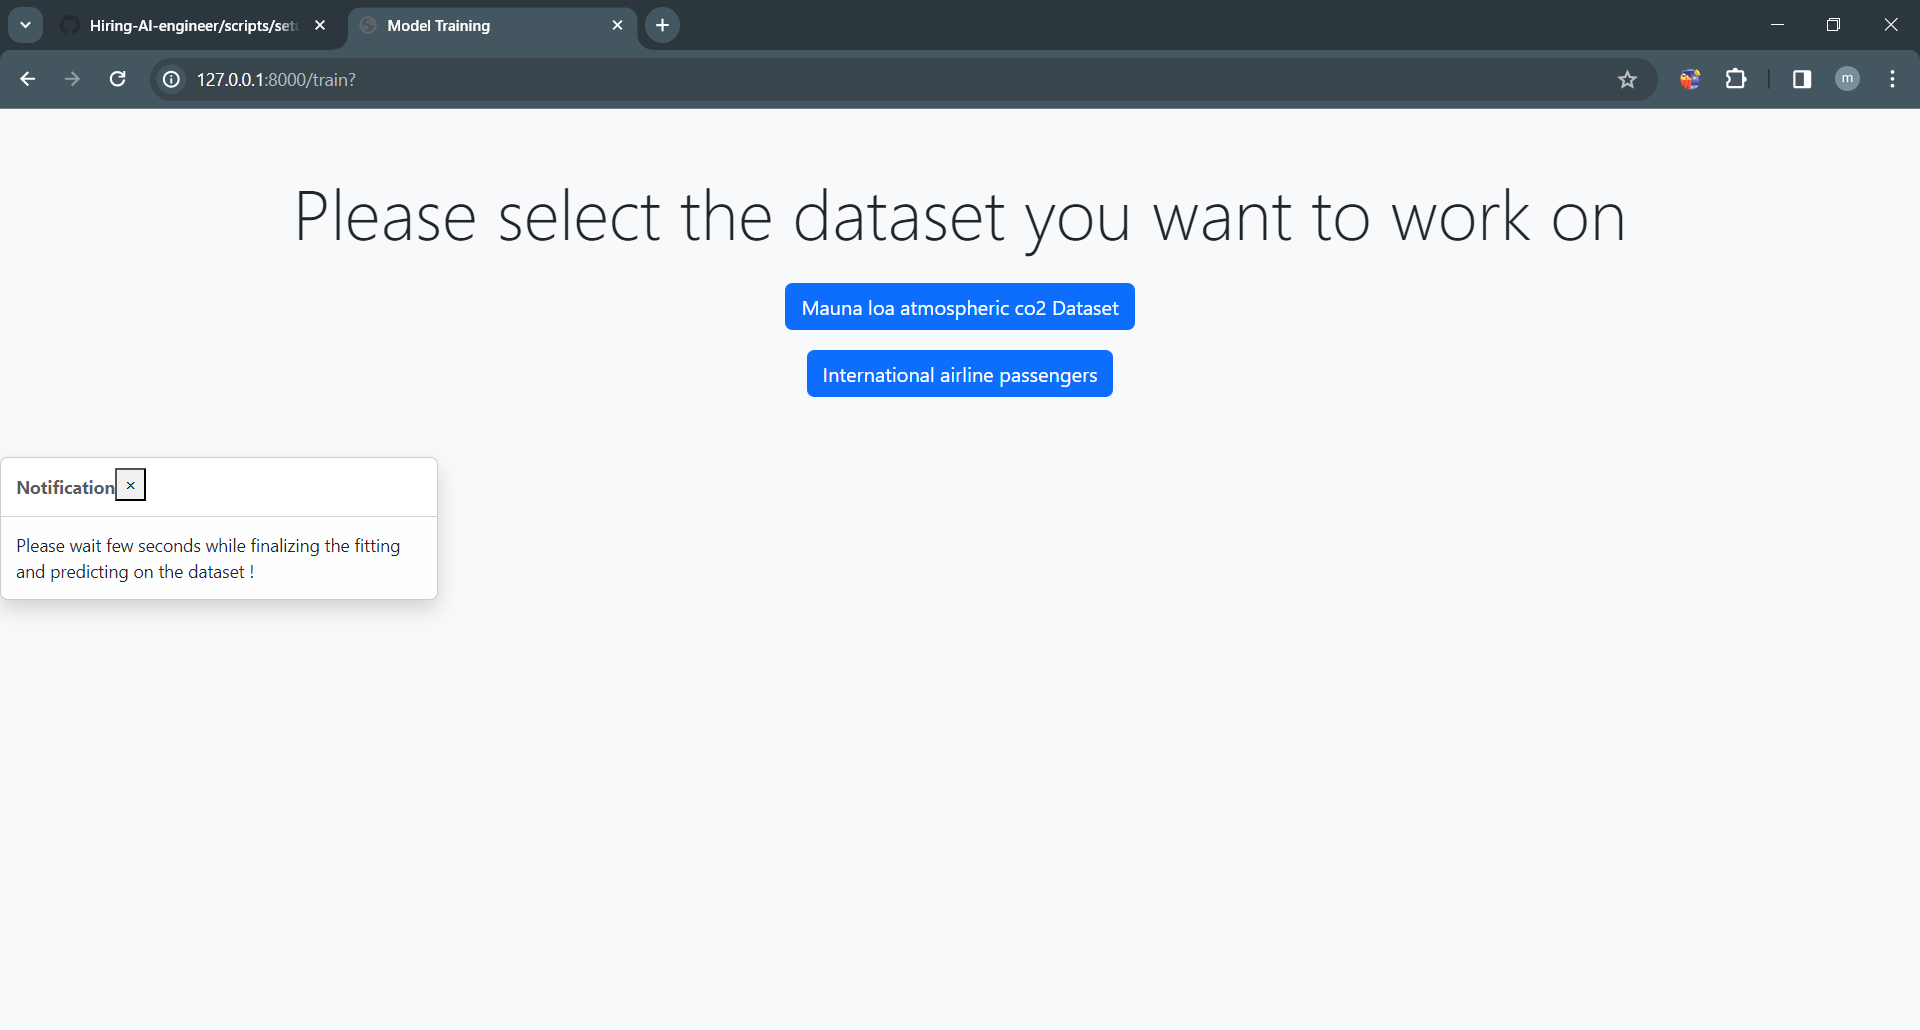 Hiring-AI-engineer/scripts/set
Model Training
127.0.0.1:8000/train?
m
Please select the dataset you want to work on
Mauna loa atmospheric co2 Dataset
International airline passengers
Notification ×
Please wait few seconds while finalizing the fitting
and predicting on the dataset !